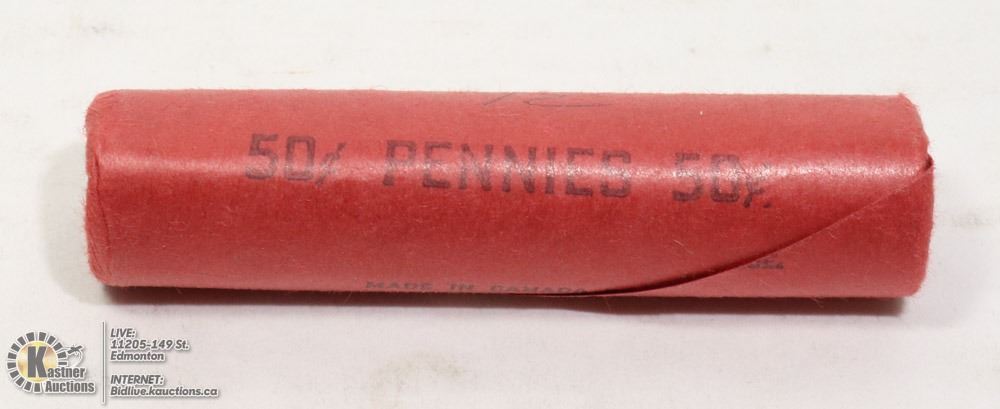 50¢ PENNIES 50¢
MADE IN CANADA
Kastner
Auctions
LIVE:
11205-149 St.
Edmonton
INTERNET:
Bidlive.kauctions.ca